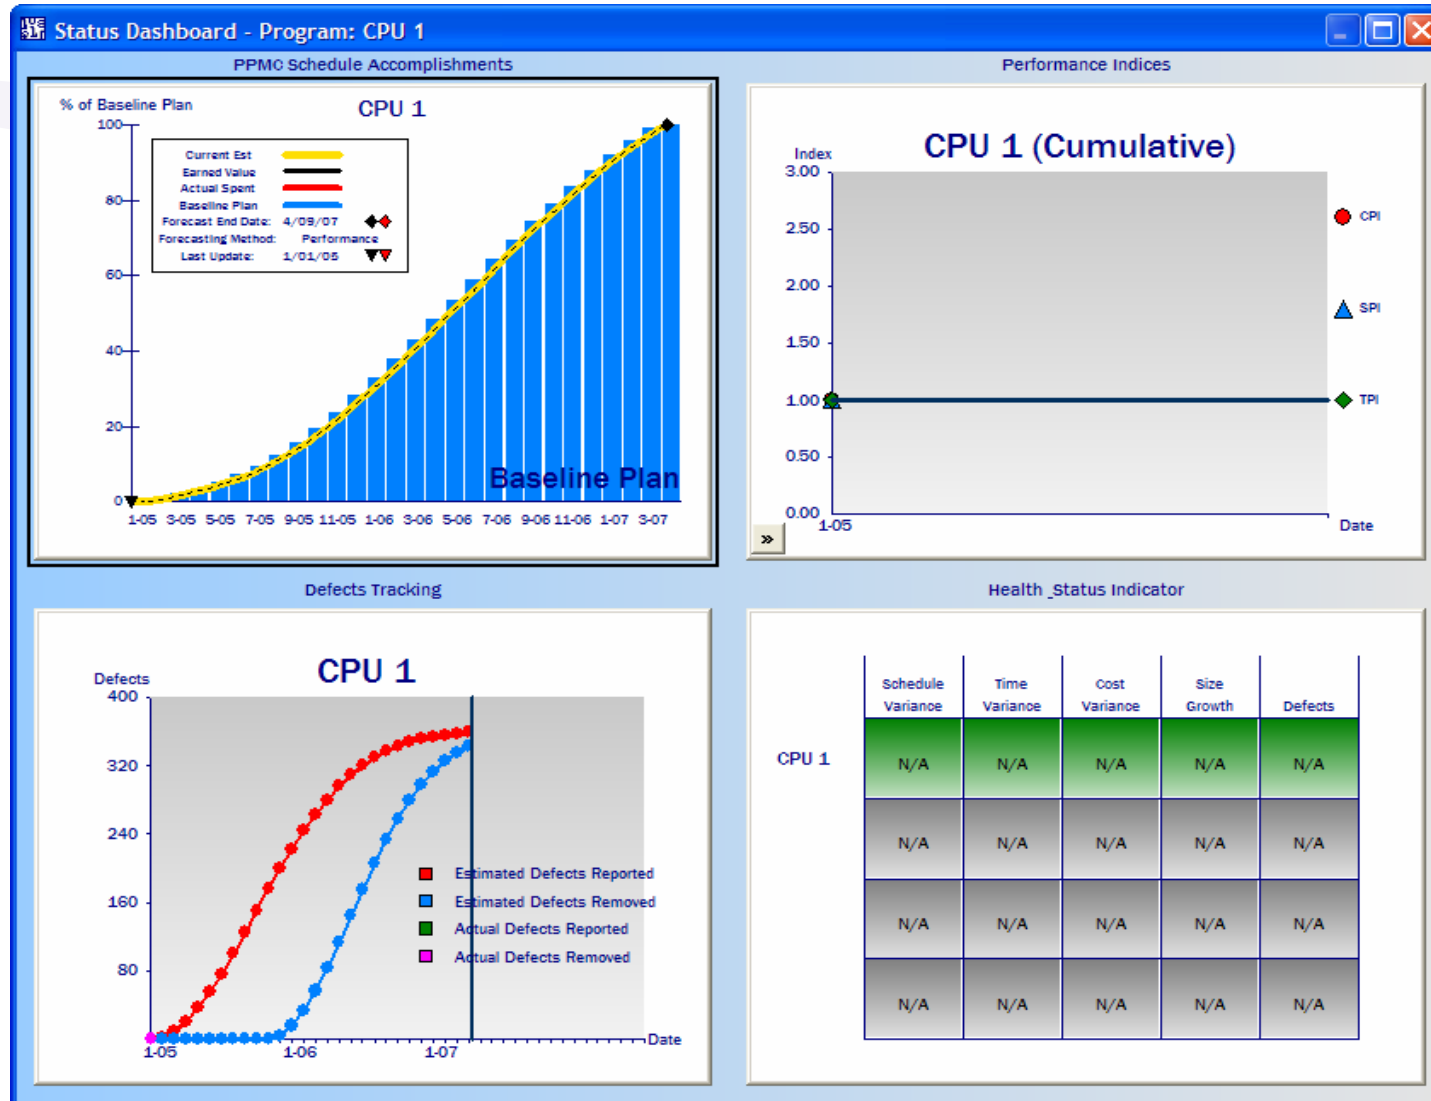 Status Dashboard - Program: CPU 1
PPMC Schedule Accomplishments
% of Baseline Plan
CPU 1
100
80
60
40
20
0
Current Est
Earned Value
Actual Spent
Baseline Plan
Forecast End Date: 4/09/07
Forecasting Method: Performance
Last Update: 1/01/05
Baseline Plan
1-05 3-05 5-05 7-05 9-05 11-05 1-06 3-06 5-06 7-06 9-06 11-06 1-07 3-07
Performance Indices
CPU 1 (Cumulative)
Index
3.00
2.50
2.00
1.50
1.00
0.50
0.00
CPI
SPI
TPI
1-05
Date
»
Defects Tracking
CPU 1
Defects
400
320
240
160
80
Estimated Defects Reported
Estimated Defects Removed
Actual Defects Reported
Actual Defects Removed
1-05 1-06 1-07
Date
Health _Status Indicator
Schedule Variance
Time Variance
Cost Variance
Size Growth
Defects
CPU 1 N/A N/A N/A N/A N/A
N/A N/A N/A N/A N/A
N/A N/A N/A N/A N/A
N/A N/A N/A N/A N/A